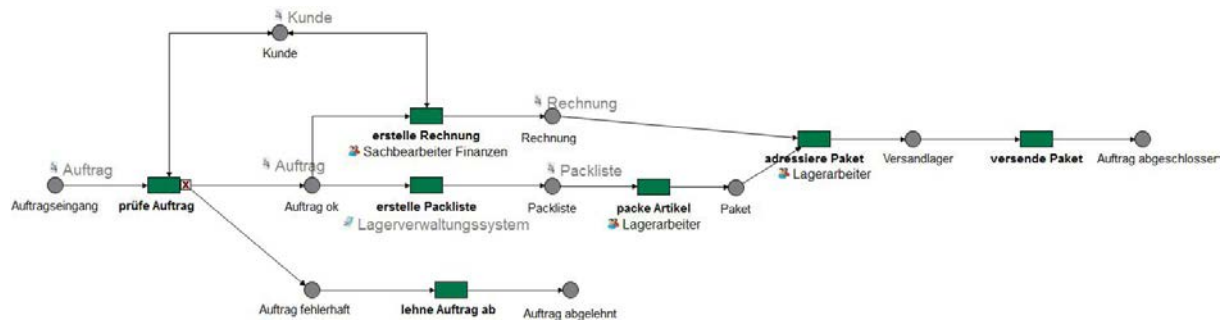 Kunde
Kunde
Rechnung
erstelle Rechnung
Rechnung
Sachbearbeiter Finanzen
adressiere Paket
Versandlager
versende Paket
Auftrag abgeschlossen
Lagerarbeiter
Auftrag
Auftrag
Packliste
X
Auftragseingang
prüfe Auftrag
Auftrag ok
erstelle Packliste
Packliste
packe Artikel
Paket
Lagerverwaltungssystem
Lagerarbeiter
Auftrag fehlerhaft
lehne Auftrag ab
Auftrag abgelehnt